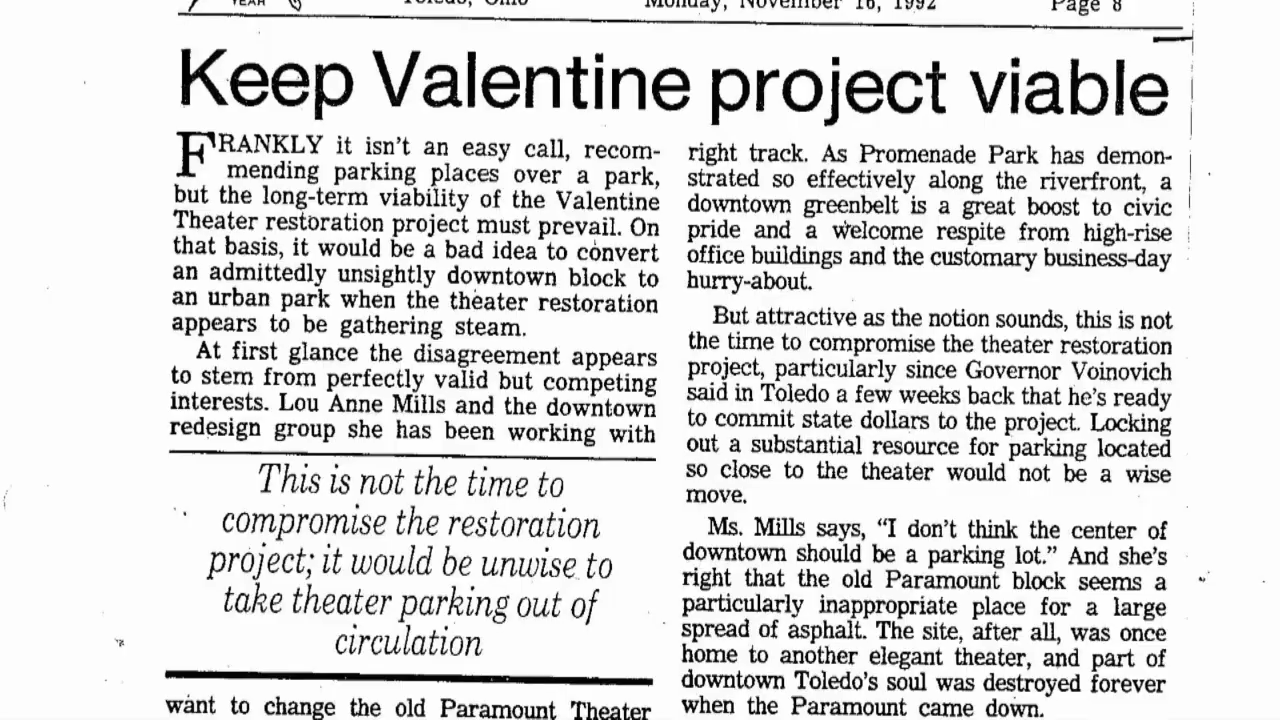 YEAR
Toledo, Ohio
Monday, November 16, 1992
Page 8
Keep Valentine project viable
FRANKLY it isn't an easy call, recom-
mending parking places over a park,
but the long-term viability of the Valentine
Theater restoration project must prevail. On
that basis, it would be a bad idea to convert
an admittedly unsightly downtown block to
an urban park when the theater restoration
appears to be gathering steam.
At first glance the disagreement appears
to stem from perfectly valid but competing
interests. Lou Anne Mills and the downtown
redesign group she has been working with
This is not the time to
compromise the restoration
project; it would be unwise to
take theater parking out of
circulation
want to change the old Paramount Theater
right track. As Promenade Park has demon-
strated so effectively along the riverfront, a
downtown greenbelt is a great boost to civic
pride and a welcome respite from high-rise
office buildings and the customary business-day
hurry-about.
But attractive as the notion sounds, this is not
the time to compromise the theater restoration
project, particularly since Governor Voinovich
said in Toledo a few weeks back that he's ready
to commit state dollars to the project. Locking
out a substantial resource for parking located
so close to the theater would not be a wise
move.
Ms. Mills says, "I don't think the center of
downtown should be a parking lot." And she's
right that the old Paramount block seems a
particularly inappropriate place for a large
spread of asphalt. The site, after all, was once
home to another elegant theater, and part of
downtown Toledo's soul was destroyed forever
when the Paramount came down.